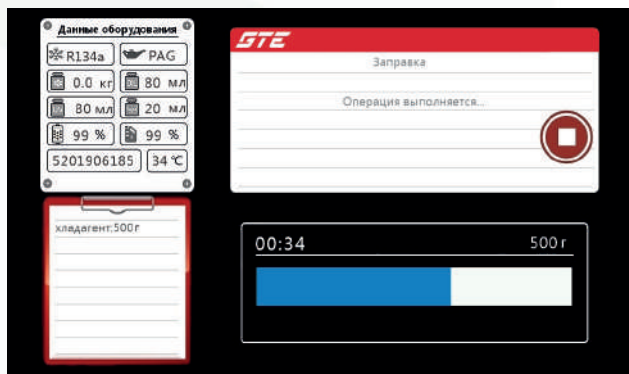 Данные оборудования
R134a PAG
0.0 кг 80 мл
80 мл 20 мл
99 % 99 %
5201906185 34 ℃
GTE
Заправка
Операция выполняется...
хладагент:500г
00:34 500 г